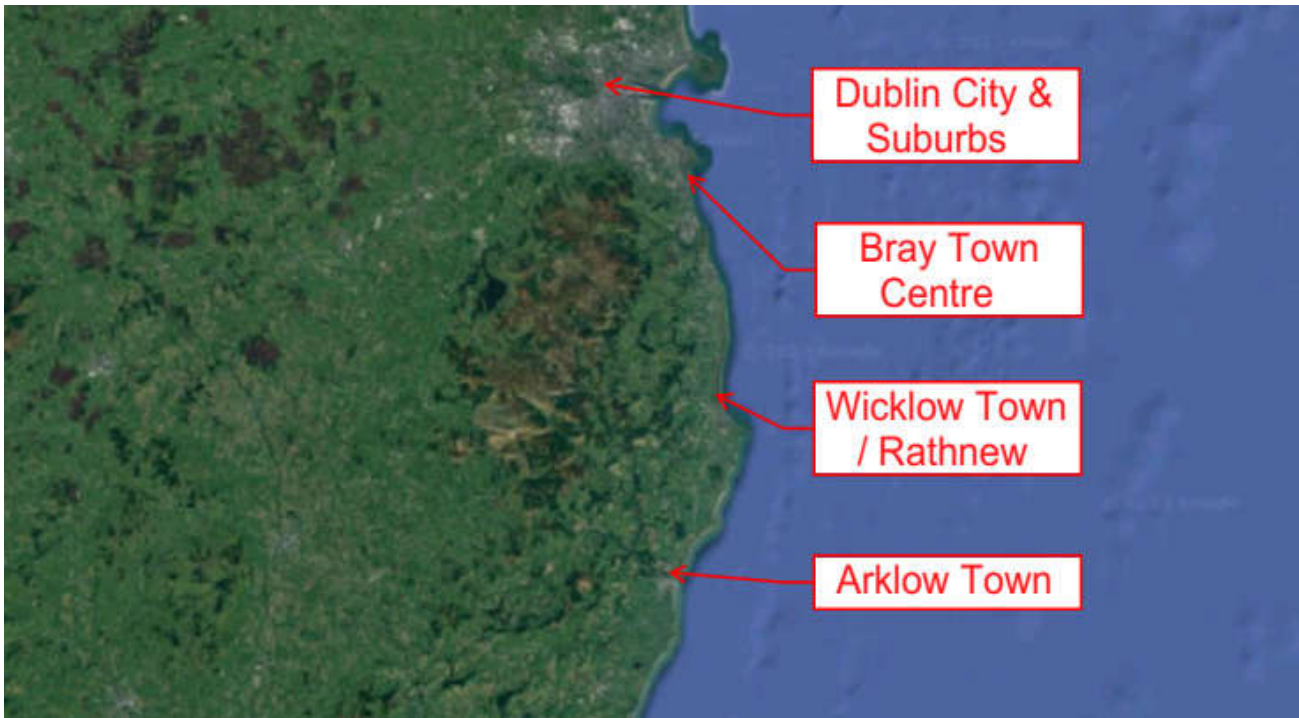 Dublin City &
Suburbs
Bray Town
Centre
Wicklow Town
/ Rathnew
Arklow Town